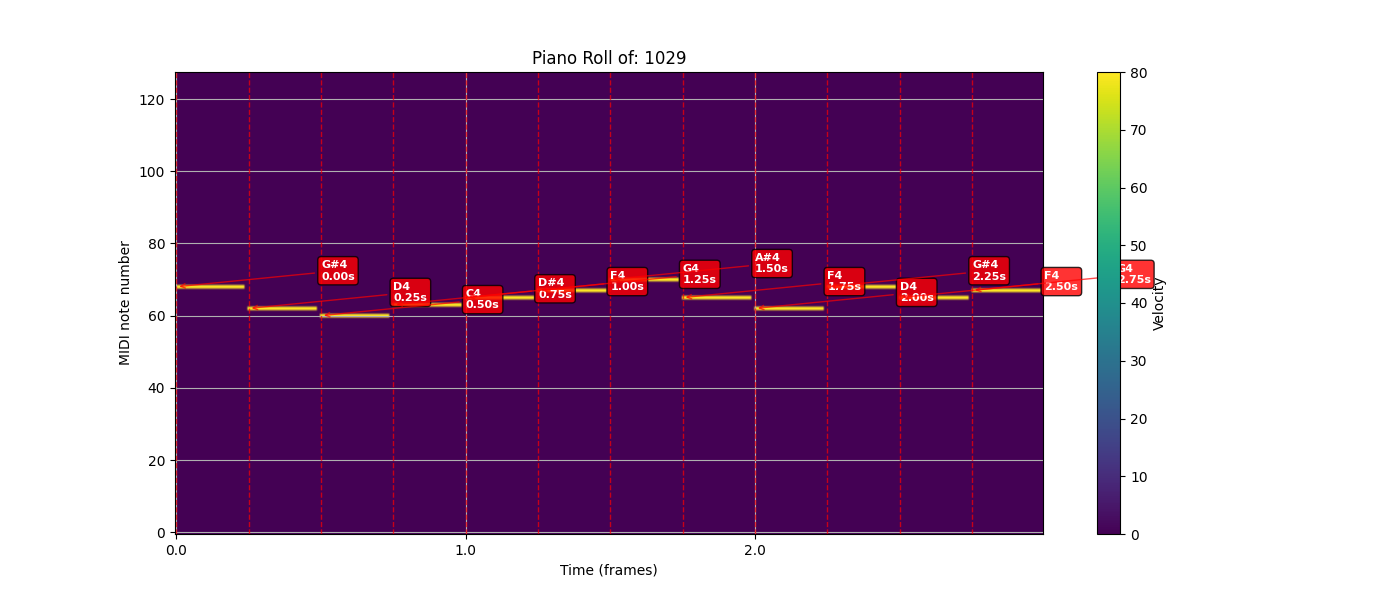 Piano Roll of: 1029
MIDI note number
120
100
80
60
40
20
0
G#4
0.00s
D4
0.25s
C4
0.50s
D#4
0.75s
F4
1.00s
G4
1.25s
A#4
1.50s
F4
1.75s
D4
2.00s
G#4
2.25s
F4
2.50s
G4
2.75s
0.0
1.0
2.0
Time (frames)
80
70
60
50
40
30
20
10
0
Velocity